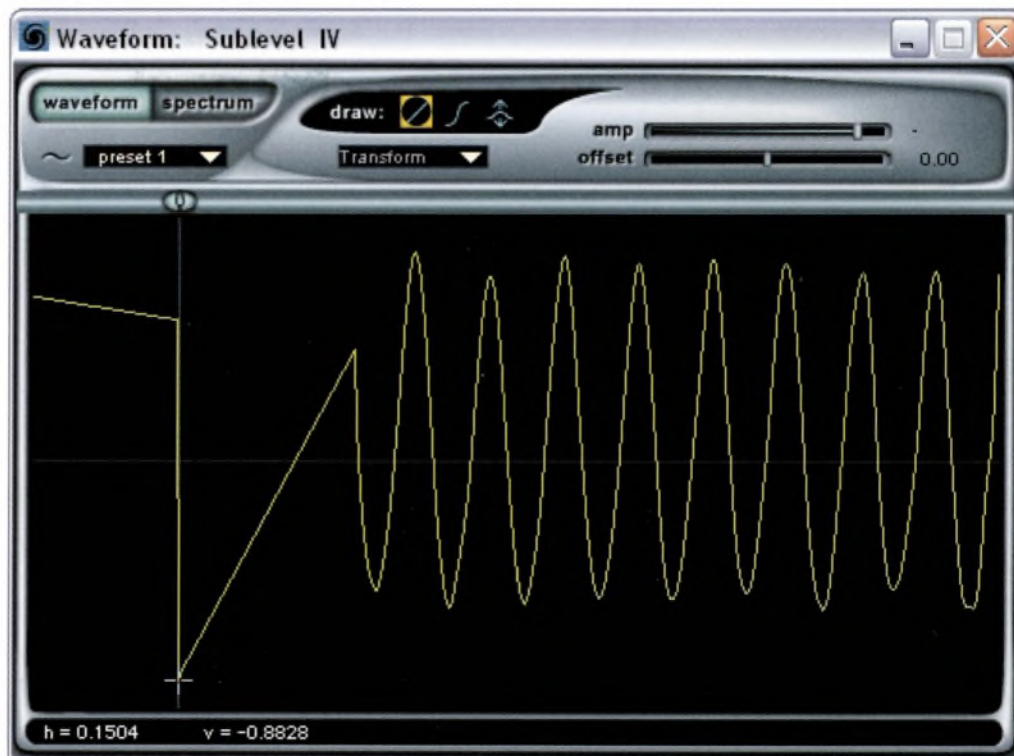 Waveform: Sublevel IV
waveform spectrum
draw:
amp -
preset 1
Transform
offset 0.00
h = 0.1504 v = -0.8828